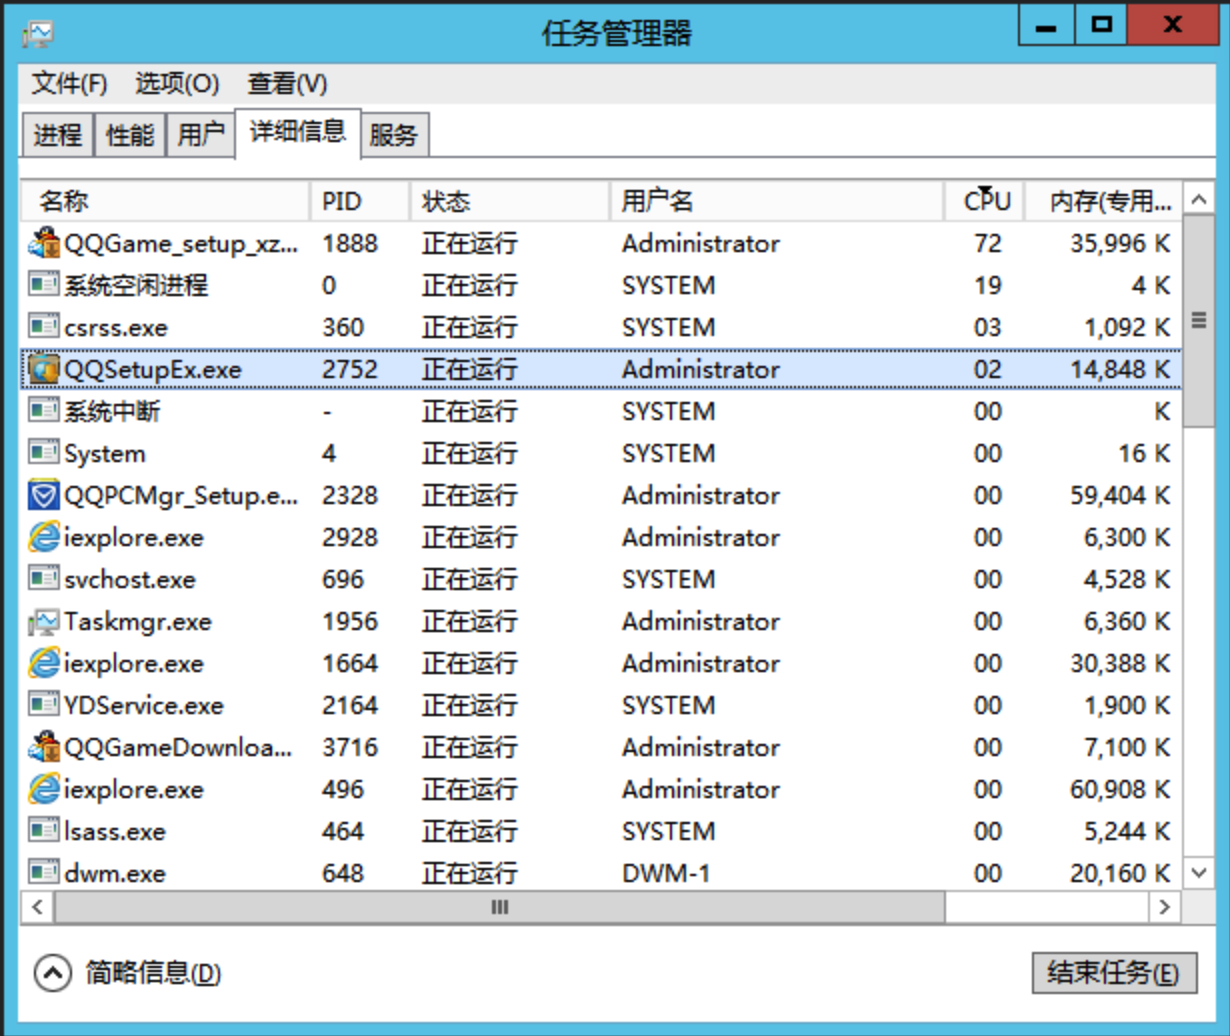 任务管理器
文件(F) 选项(O) 查看(V)
进程 性能 用户 详细信息 服务
名称 PID 状态 用户名 CPU 内存(专用...
QQGame_setup_xz... 1888 正在运行 Administrator 72 35,996 K
系统空闲进程 0 正在运行 SYSTEM 19 4 K
csrss.exe 360 正在运行 SYSTEM 03 1,092 K
QQSetupEx.exe 2752 正在运行 Administrator 02 14,848 K
系统中断 - 正在运行 SYSTEM 00 K
System 4 正在运行 SYSTEM 00 16 K
QQPCMgr_Setup.e... 2328 正在运行 Administrator 00 59,404 K
iexplore.exe 2928 正在运行 Administrator 00 6,300 K
svchost.exe 696 正在运行 SYSTEM 00 4,528 K
Taskmgr.exe 1956 正在运行 Administrator 00 6,360 K
iexplore.exe 1664 正在运行 Administrator 00 30,388 K
YDService.exe 2164 正在运行 SYSTEM 00 1,900 K
QQGameDownloa... 3716 正在运行 Administrator 00 7,100 K
iexplore.exe 496 正在运行 Administrator 00 60,908 K
lsass.exe 464 正在运行 SYSTEM 00 5,244 K
dwm.exe 648 正在运行 DWM-1 00 20,160 K
简略信息(D) 结束任务(E)